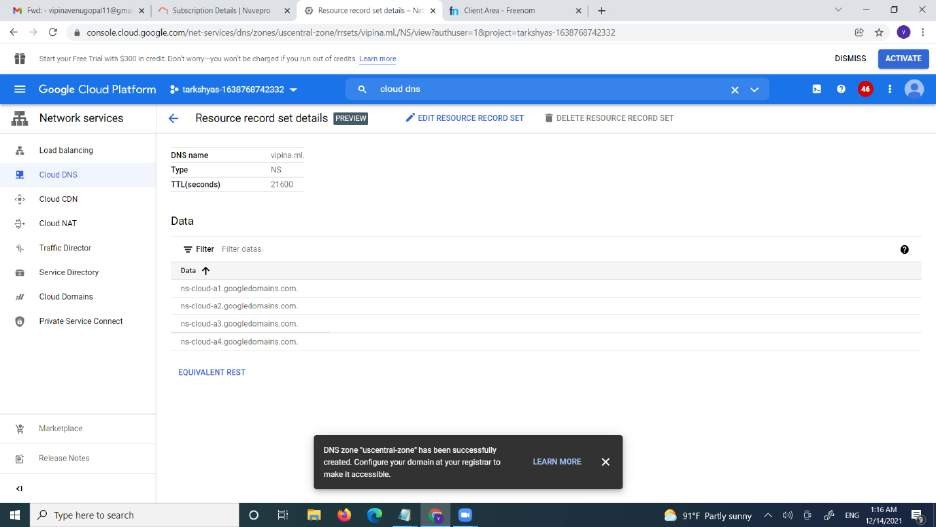 Fwd: - vipinavenugopal11@gma
Subscription Details | Nuvepro
Resource record set details – Net
Client Area - Freenom
console.cloud.google.com/net-services/dns/zones/uscentral-zone/rrsets/vipina.ml./NS/view?authuser=1&project=tarkshyas-1638768742332
Start your Free Trial with $300 in credit. Don't worry—you won't be charged if you run out of credits. Learn more
DISMISS
ACTIVATE
Google Cloud Platform
tarkshyas-1638768742332
cloud dns
46
Network services
Resource record set details PREVIEW
EDIT RESOURCE RECORD SET
DELETE RESOURCE RECORD SET
Load balancing
Cloud DNS
Cloud CDN
Cloud NAT
Traffic Director
Service Directory
Cloud Domains
Private Service Connect
DNS name vipina.ml.
Type NS
TTL(seconds) 21600
Data
Filter Filter datas
Data
ns-cloud-a1.googledomains.com.
ns-cloud-a2.googledomains.com.
ns-cloud-a3.googledomains.com.
ns-cloud-a4.googledomains.com.
EQUIVALENT REST
Marketplace
Release Notes
DNS zone "uscentral-zone" has been successfully
created. Configure your domain at your registrar to
make it accessible.
LEARN MORE
Type here to search
91°F Partly sunny
ENG
1:16 AM
12/14/2021